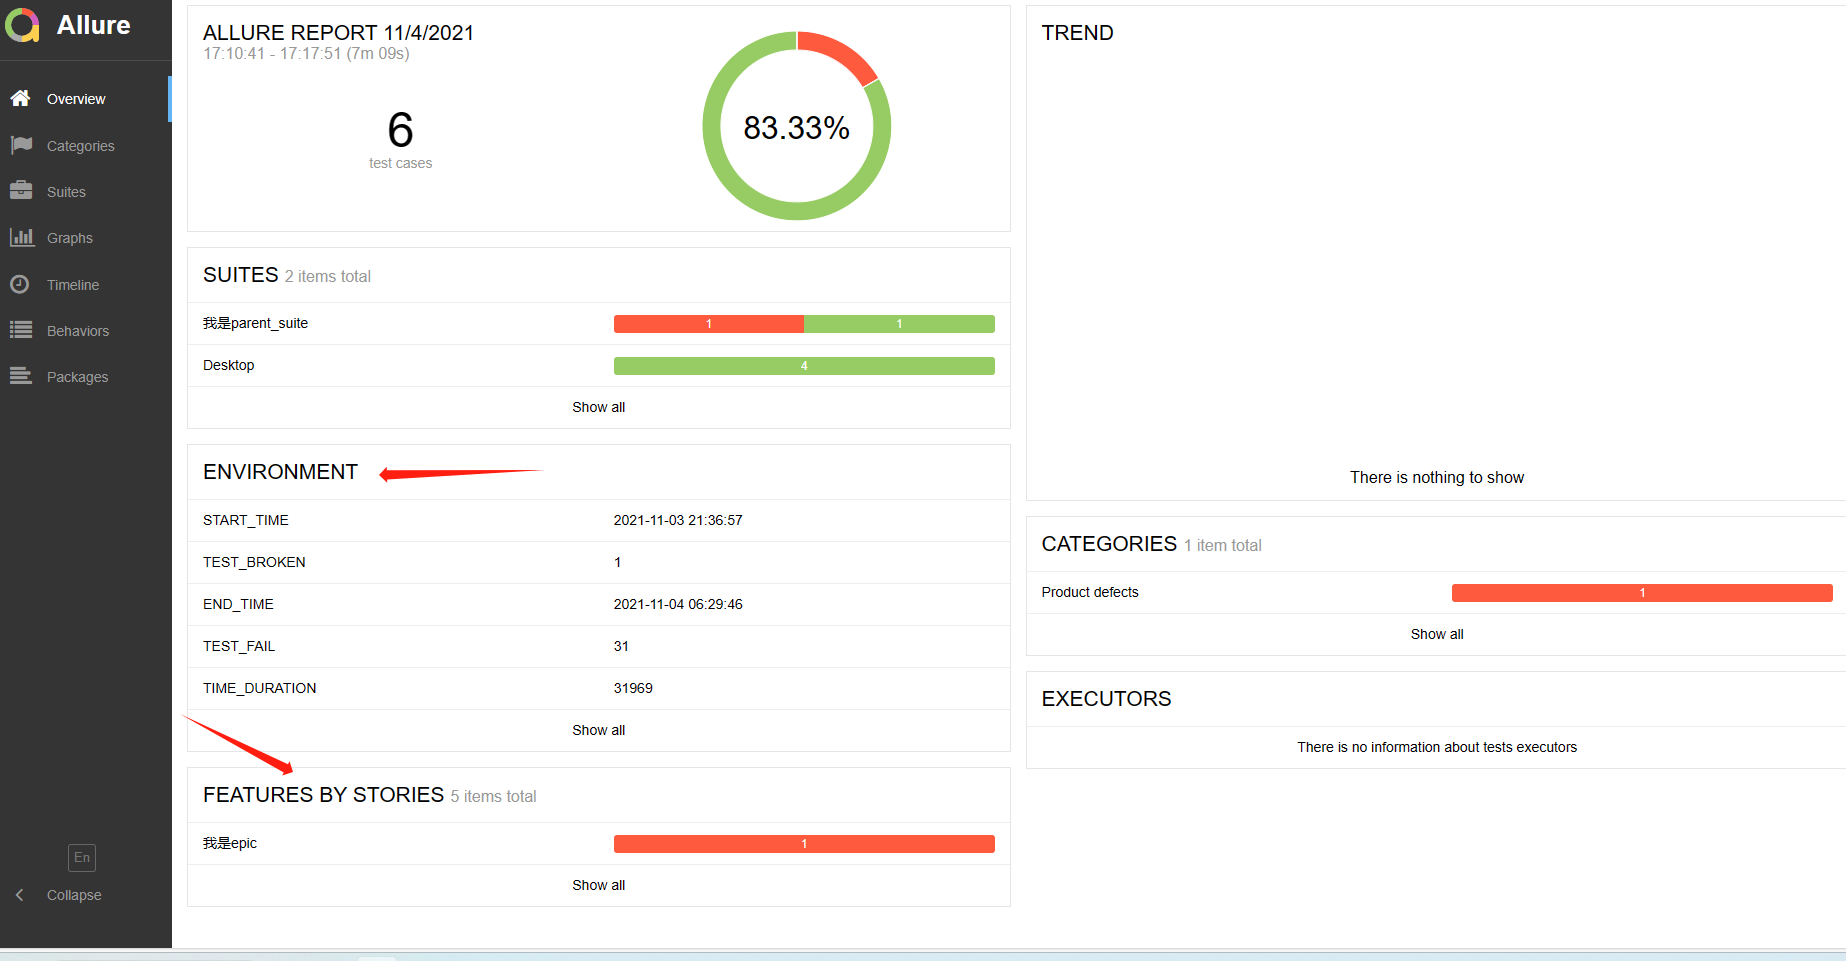 Allure
Overview
Categories
Suites
Graphs
Timeline
Behaviors
Packages
En
Collapse
ALLURE REPORT 11/4/2021
17:10:41 - 17:17:51 (7m 09s)
6
test cases
83.33%
SUITES 2 items total
我是parent_suite 1 1
Desktop 4
Show all
ENVIRONMENT
START_TIME 2021-11-03 21:36:57
TEST_BROKEN 1
END_TIME 2021-11-04 06:29:46
TEST_FAIL 31
TIME_DURATION 31969
Show all
FEATURES BY STORIES 5 items total
我是epic 1
Show all
TREND
There is nothing to show
CATEGORIES 1 item total
Product defects 1
Show all
EXECUTORS
There is no information about tests executors